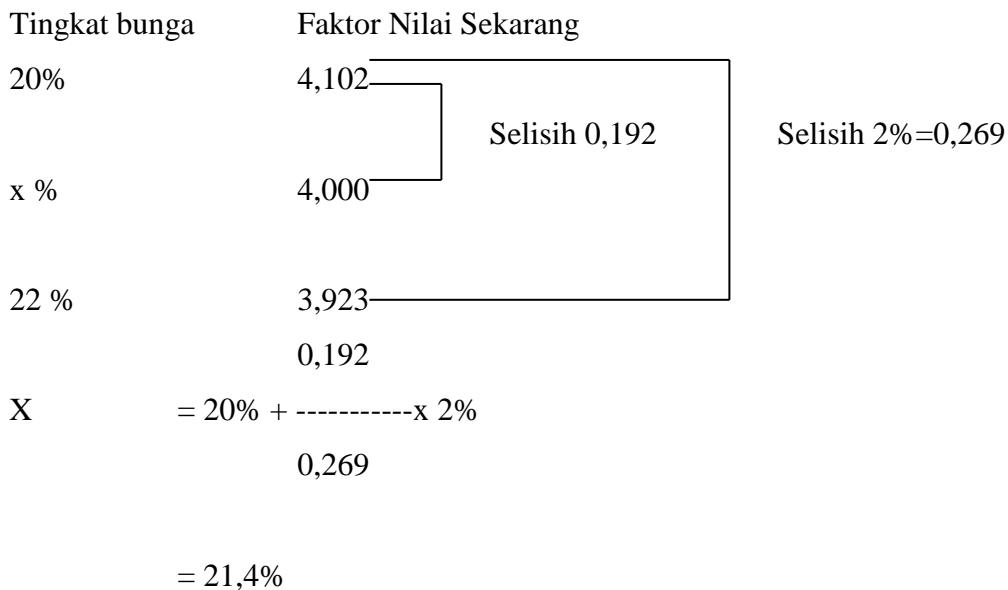 Tingkat bunga Faktor Nilai Sekarang
20% 4,102
Selisih 0,192 Selisih 2%=0,269
x % 4,000
22 % 3,923
0,192
X = 20% + -----------x 2%
0,269
= 21,4%